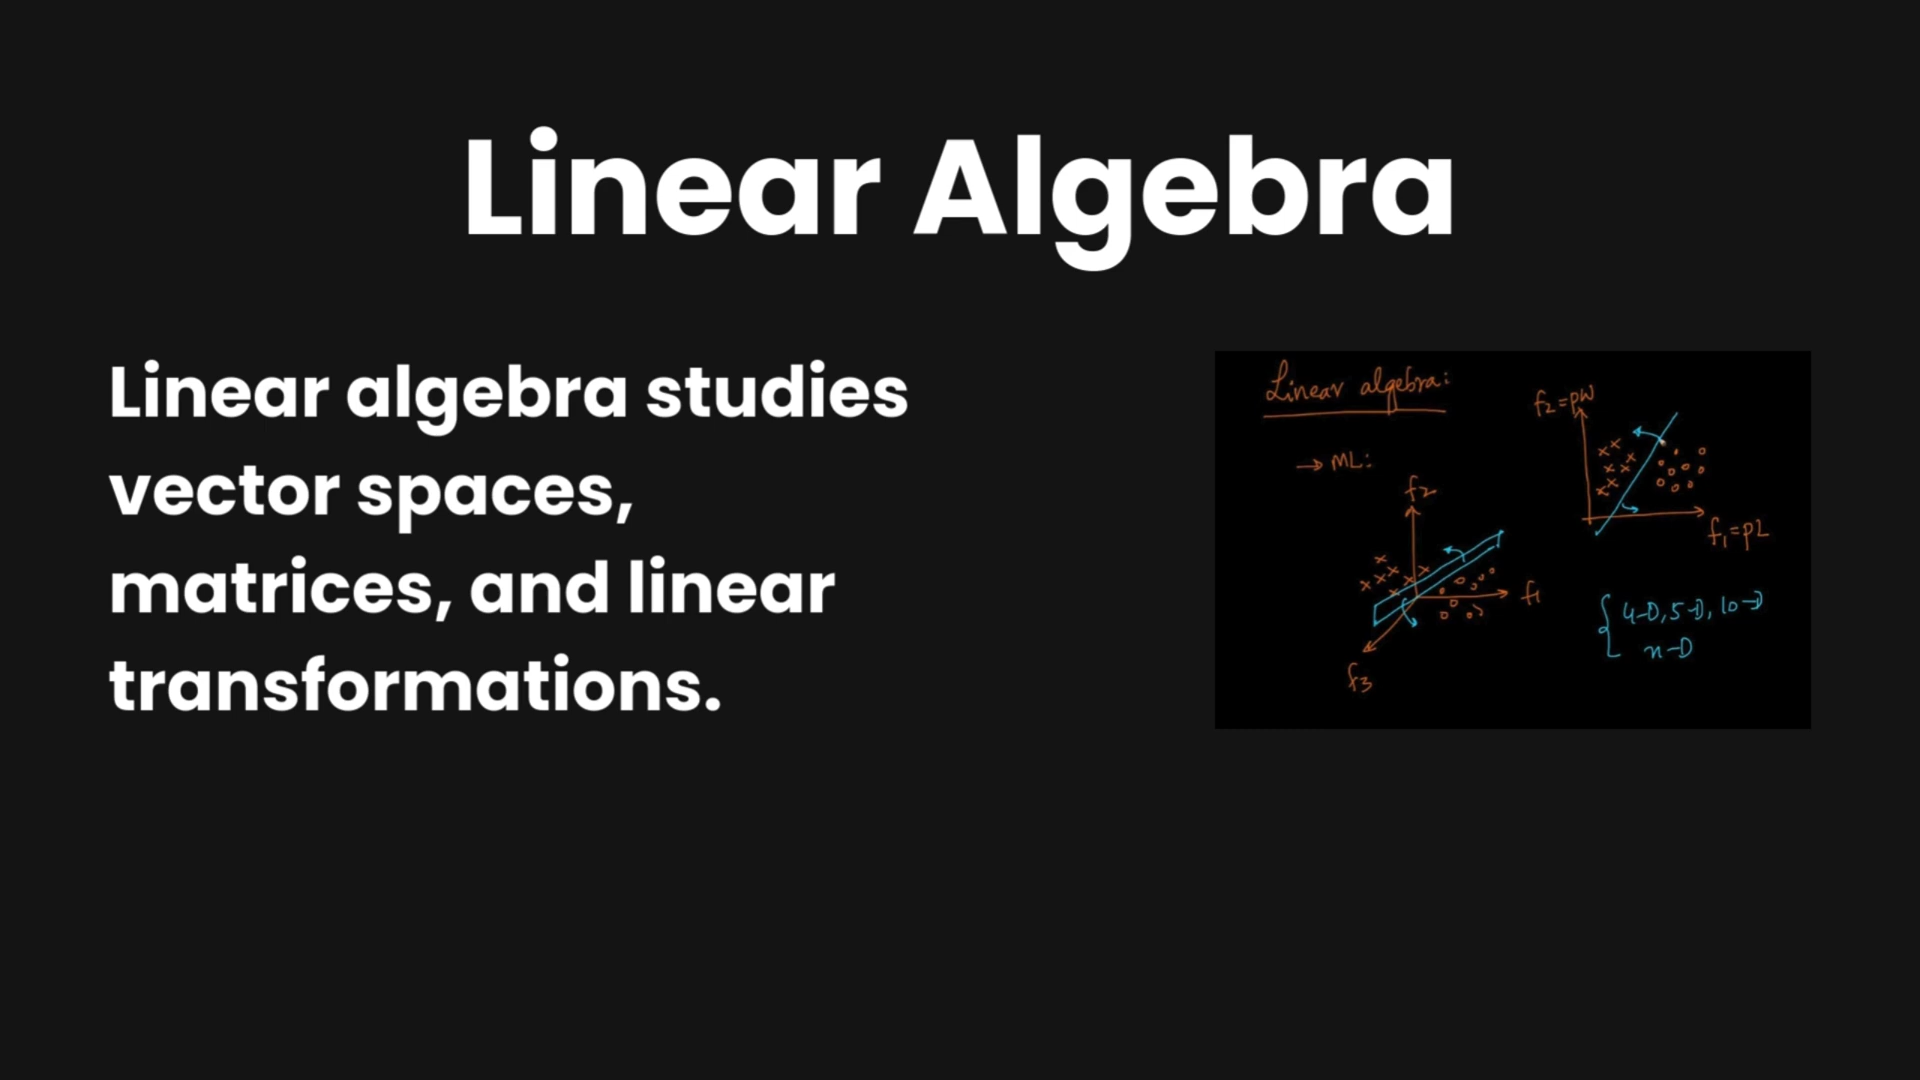 Linear Algebra
Linear algebra studies
vector spaces,
matrices, and linear
transformations.
Linear algebra:
→ ML:
f2
f1
f3
f2=PW
f1=PL
4-D, 5-D, 10-D
n-D